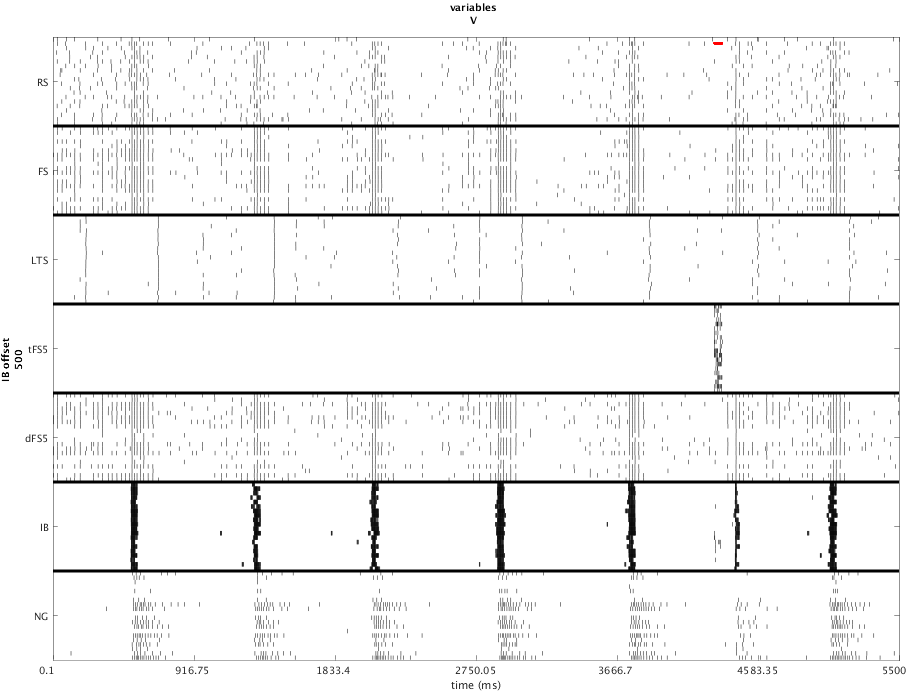 variables
V
RS
FS
LTS
IB offset
500
tFS5
dFS5
IB
NG
0.1
916.75
1833.4
2750.05
3666.7
4583.35
5500
time (ms)